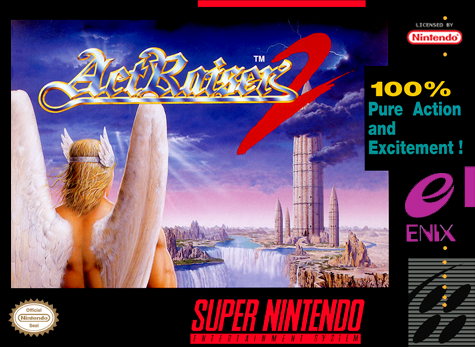 LICENSED BY
Nintendo
ActRaiser 2
TM
100%
Pure Action
and
Excitement!
ENIX
Official
Nintendo
Seal
SUPER NINTENDO
ENTERTAINMENT SYSTEM